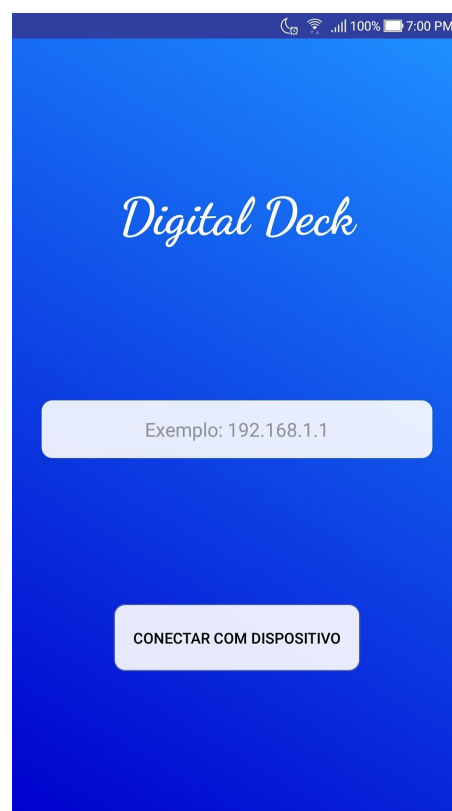 100% 7:00 PM
Digital Deck
Exemplo: 192.168.1.1
CONECTAR COM DISPOSITIVO